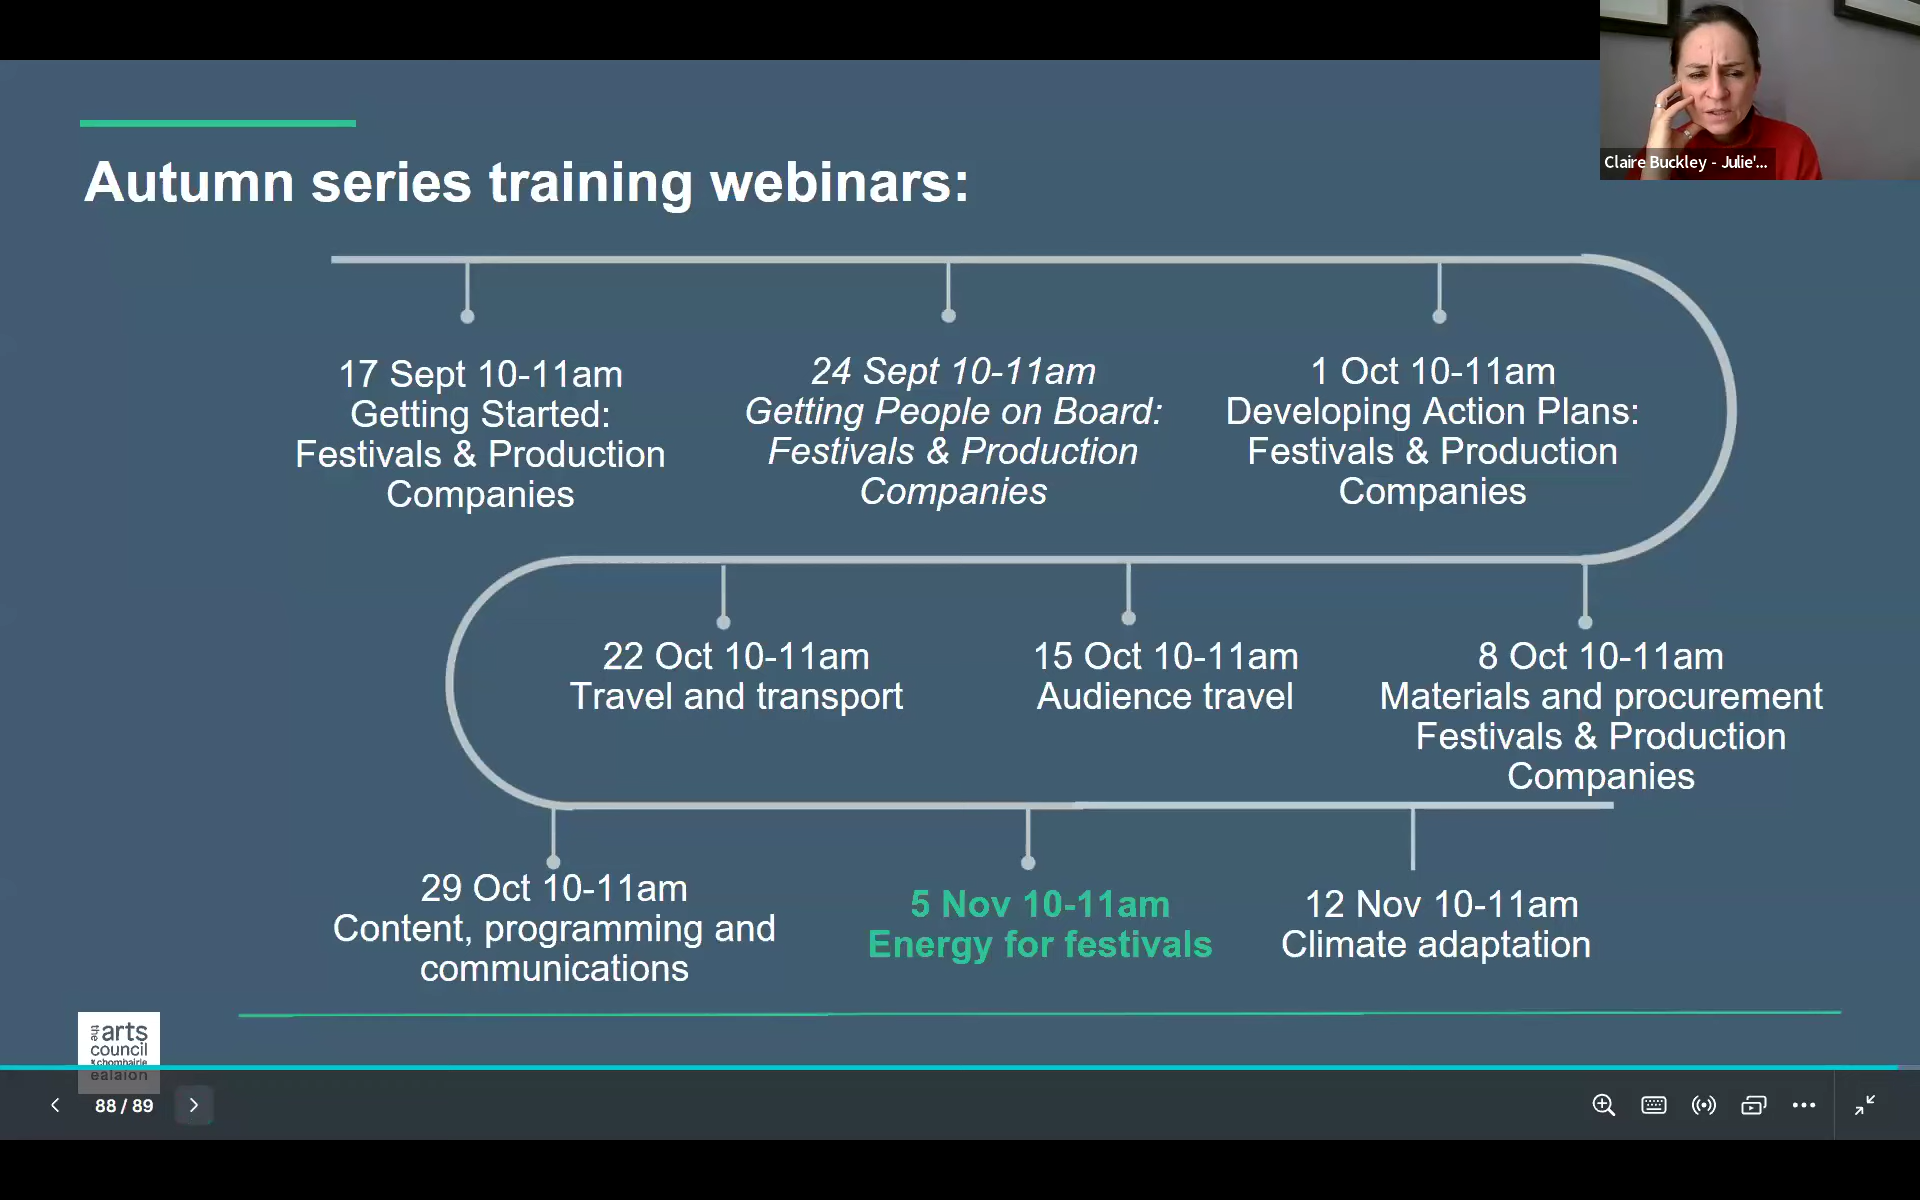 Claire Buckley - Julie'...
Autumn series training webinars:
17 Sept 10-11am
Getting Started:
Festivals & Production
Companies
24 Sept 10-11am
Getting People on Board:
Festivals & Production
Companies
1 Oct 10-11am
Developing Action Plans:
Festivals & Production
Companies
22 Oct 10-11am
Travel and transport
15 Oct 10-11am
Audience travel
8 Oct 10-11am
Materials and procurement
Festivals & Production
Companies
29 Oct 10-11am
Content, programming and
communications
5 Nov 10-11am
Energy for festivals
12 Nov 10-11am
Climate adaptation
the arts
council
chomhairle
ealaíon
88 / 89